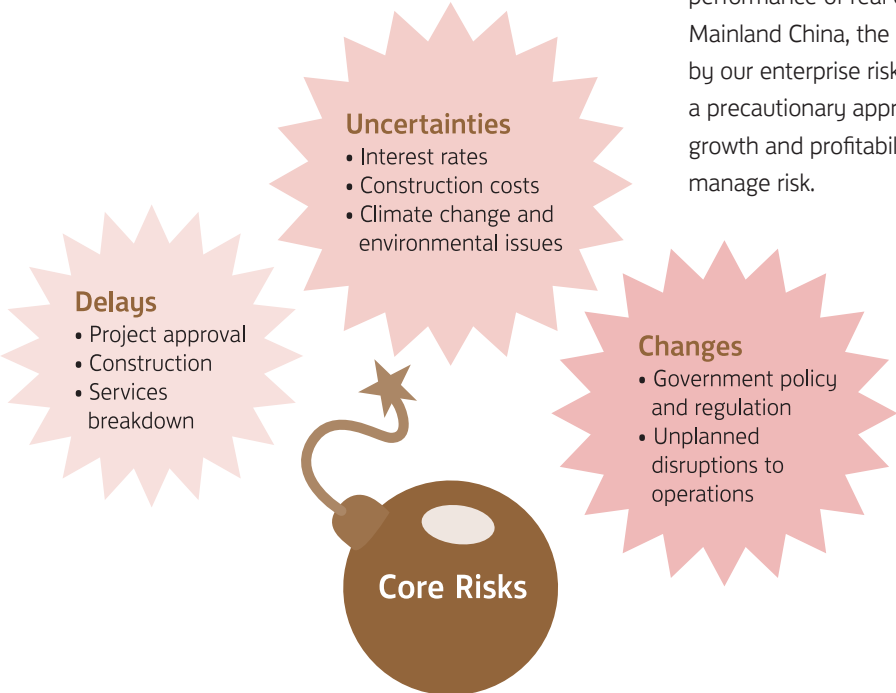 Mainland China, the
by our enterprise risk
a precautionary appr
growth and profitabil
manage risk.
Uncertainties
• Interest rates
• Construction costs
• Climate change and
environmental issues
Delays
• Project approval
• Construction
• Services
breakdown
Changes
• Government policy
and regulation
• Unplanned
disruptions to
operations
Core Risks